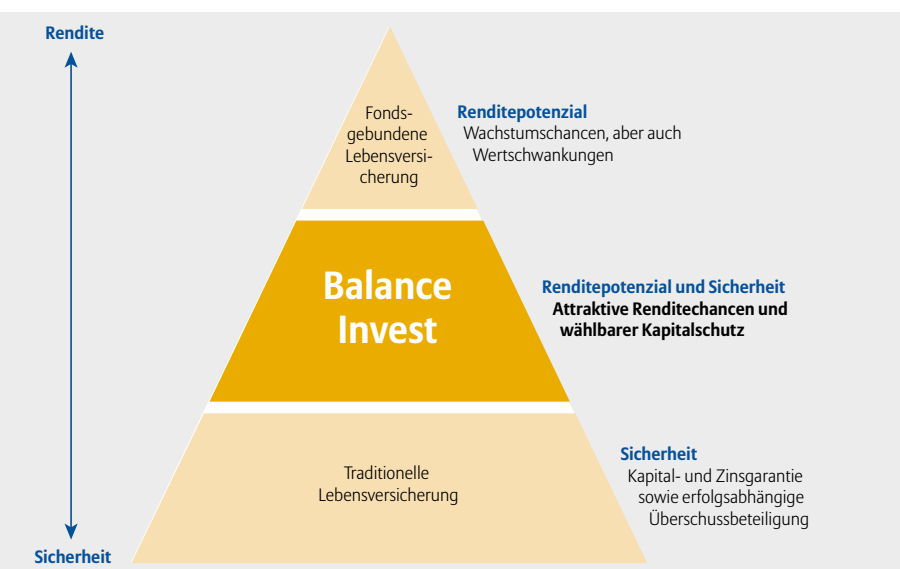 Rendite
Fonds-
gebundene
Lebensversi-
cherung
Renditepotenzial
Wachstumschancen, aber auch
Wertschwankungen
Balance
Invest
Renditepotenzial und Sicherheit
Attraktive Renditechancen und
wählbarer Kapitalschutz
Traditionelle
Lebensversicherung
Sicherheit
Kapital- und Zinsgarantie
sowie erfolgsabhängige
Überschussbeteiligung
Sicherheit